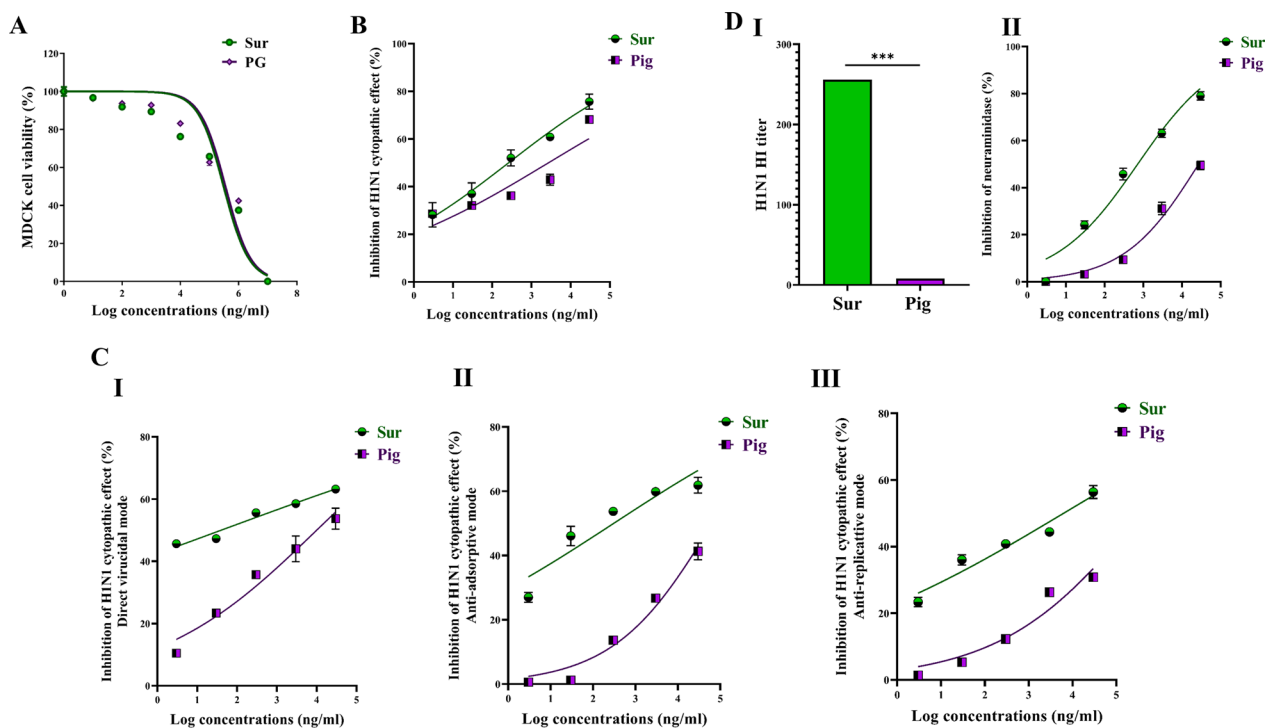 A
Sur
PG
MDCK cell viability (%)
120
100
80
60
40
20
0
0
2
4
6
8
Log concentrations (ng/ml)
B
Sur
Pig
Inhibition of H1N1 cytopathic effect (%)
100
80
60
40
20
0
0
1
2
3
4
5
Log concentrations (ng/ml)
D
I
H1N1 HI titer
300
250
200
150
100
50
0
***
Sur
Pig
II
Sur
Pig
Inhibition of neuraminidase (%)
100
80
60
40
20
0
0
1
2
3
4
5
Log concentrations (ng/ml)
C
I
Sur
Pig
Inhibition of H1N1 cytopathic effect (%)
Direct virucidal mode
80
60
40
20
0
0
1
2
3
4
5
Log concentrations (ng/ml)
II
Sur
Pig
Inhibition of H1N1 cytopathic effect (%)
Anti-adsorptive mode
80
60
40
20
0
0
1
2
3
4
5
Log concentrations (ng/ml)
III
Sur
Pig
Inhibition of H1N1 cytopathic effect (%)
Anti-replicattive mode
80
60
40
20
0
0
1
2
3
4
5
Log concentrations (ng/ml)